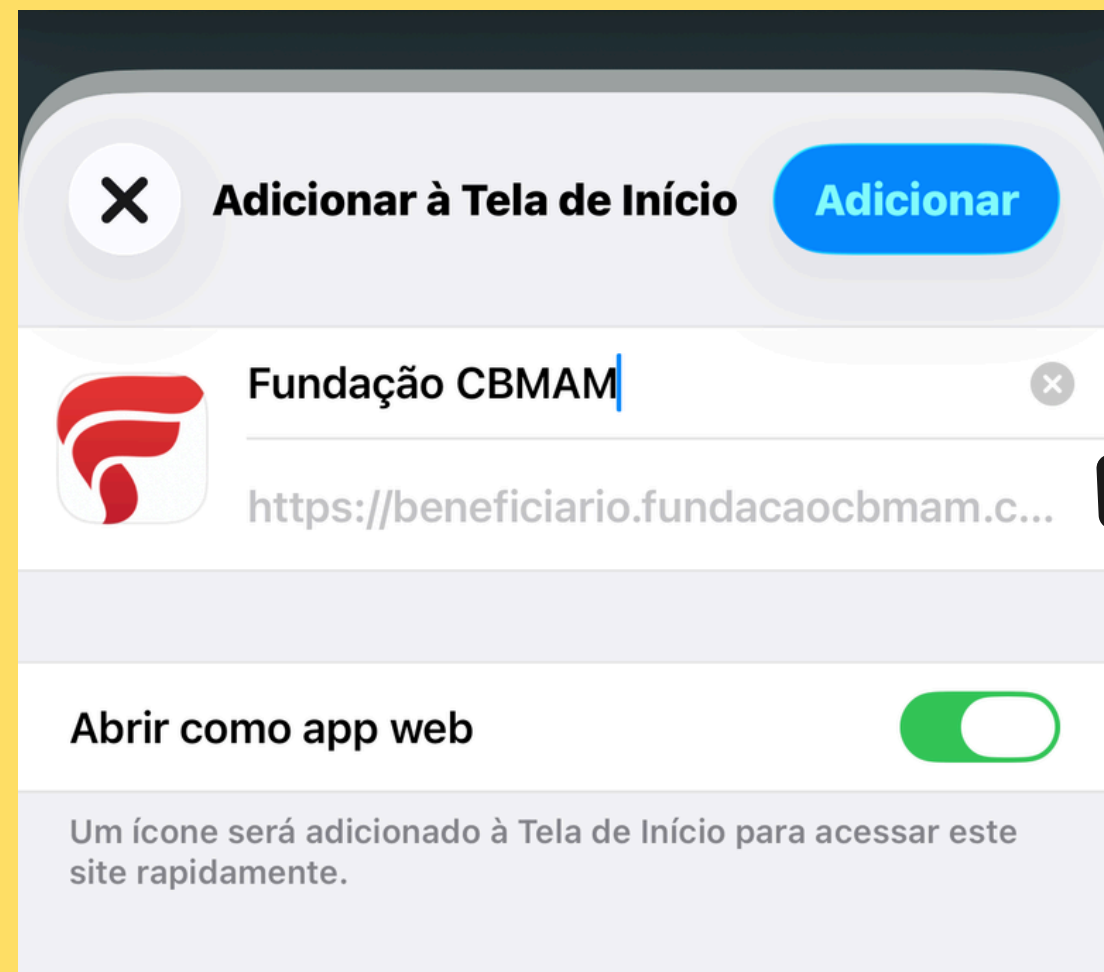 Adicionar à Tela de Início
Adicionar
Fundação CBMAM
https://beneficiario.fundacaocbmam.c...
Abrir como app web
Um ícone será adicionado à Tela de Início para acessar este
site rapidamente.